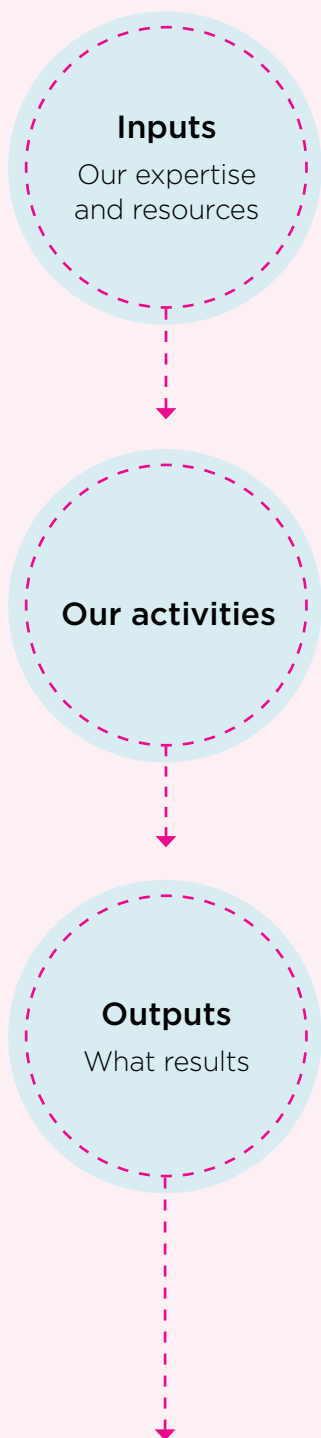 Inputs
Our expertise
and resources
Our activities
Outputs
What results